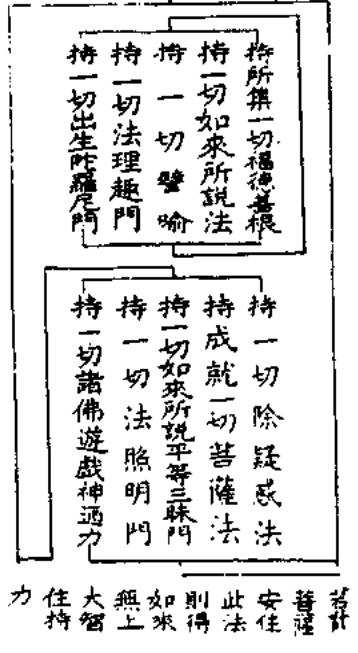 持所撰一切福德善根
持一切如來所説法
持一切譬喻
持一切法理趣門
持一切出生陀羅尼門
持一切除疑惑法
持成就一切菩薩法
持一切如來所説平等三昧門
持一切法照明門
持一切諸佛遊戲神通力
若諸
菩薩
安住
此法
則得
如來
無上
大智
住持
力